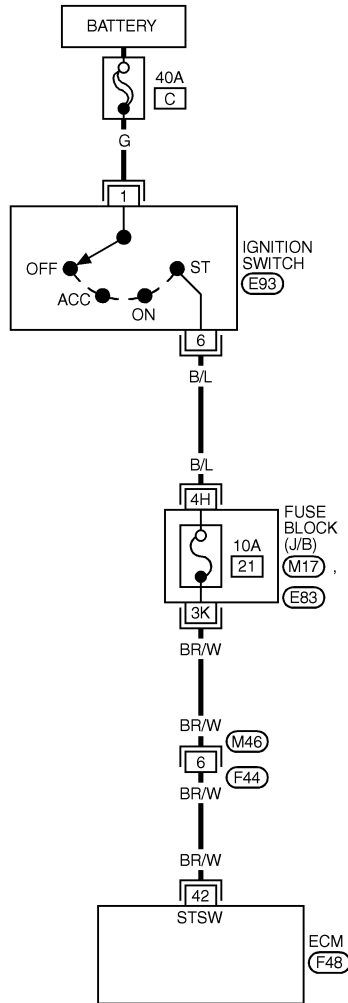 BATTERY
40A
C
G
1
OFF
ACC
ON
ST
IGNITION
SWITCH
E93
6
B/L
B/L
4H
10A
21
FUSE
BLOCK
(J/B)
M17 ,
E83
3K
BR/W
BR/W
M46
6
F44
BR/W
BR/W
42
STSW
ECM
F48